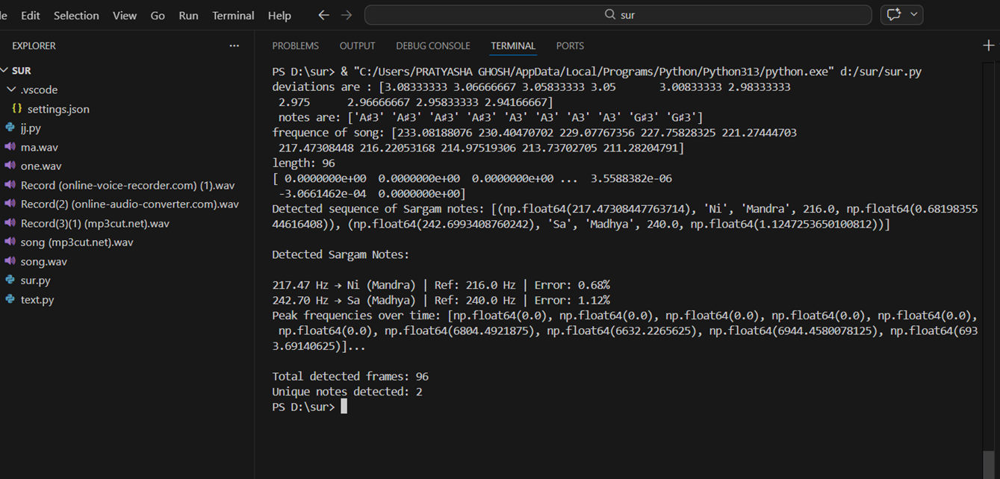 le Edit Selection View Go Run Terminal Help ← → sur
EXPLORER ...
SUR
.vscode
{} settings.json
jj.py
ma.wav
one.wav
Record (online-voice-recorder.com) (1).wav
Record(2) (online-audio-converter.com).wav
Record(3)(1) (mp3cut.net).wav
song (mp3cut.net).wav
song.wav
sur.py
text.py
PROBLEMS OUTPUT DEBUG CONSOLE TERMINAL PORTS
PS D:\sur> & "C:/Users/PRATYASHA GHOSH/AppData/Local/Programs/Python/Python313/python.exe" d:/sur/sur.py
deviations are : [3.08333333 3.06666667 3.05833333 3.05       3.00833333 2.98333333
 2.975      2.96666667 2.95833333 2.94166667]
 notes are: ['A♯3' 'A♯3' 'A♯3' 'A♯3' 'A3' 'A3' 'A3' 'A3' 'G♯3' 'G♯3']
frequence of song: [233.08188076 230.40470702 229.07767356 227.75828325 221.27444703
 217.47308448 216.22053168 214.97519306 213.73702705 211.28204791]
length: 96
[ 0.0000000e+00  0.0000000e+00  0.0000000e+00 ...  3.5588382e-06
 -3.0661462e-04  0.0000000e+00]
Detected sequence of Sargam notes: [(np.float64(217.47308447763714), 'Ni', 'Mandra', 216.0, np.float64(0.68198355
44616408)), (np.float64(242.6993408760242), 'Sa', 'Madhya', 240.0, np.float64(1.1247253650100812))]
Detected Sargam Notes:
217.47 Hz → Ni (Mandra) | Ref: 216.0 Hz | Error: 0.68%
242.70 Hz → Sa (Madhya) | Ref: 240.0 Hz | Error: 1.12%
Peak frequencies over time: [np.float64(0.0), np.float64(0.0), np.float64(0.0), np.float64(0.0), np.float64(0.0),
 np.float64(0.0), np.float64(6804.4921875), np.float64(6632.2265625), np.float64(6944.4580078125), np.float64(693
3.69140625)]...
Total detected frames: 96
Unique notes detected: 2
PS D:\sur>